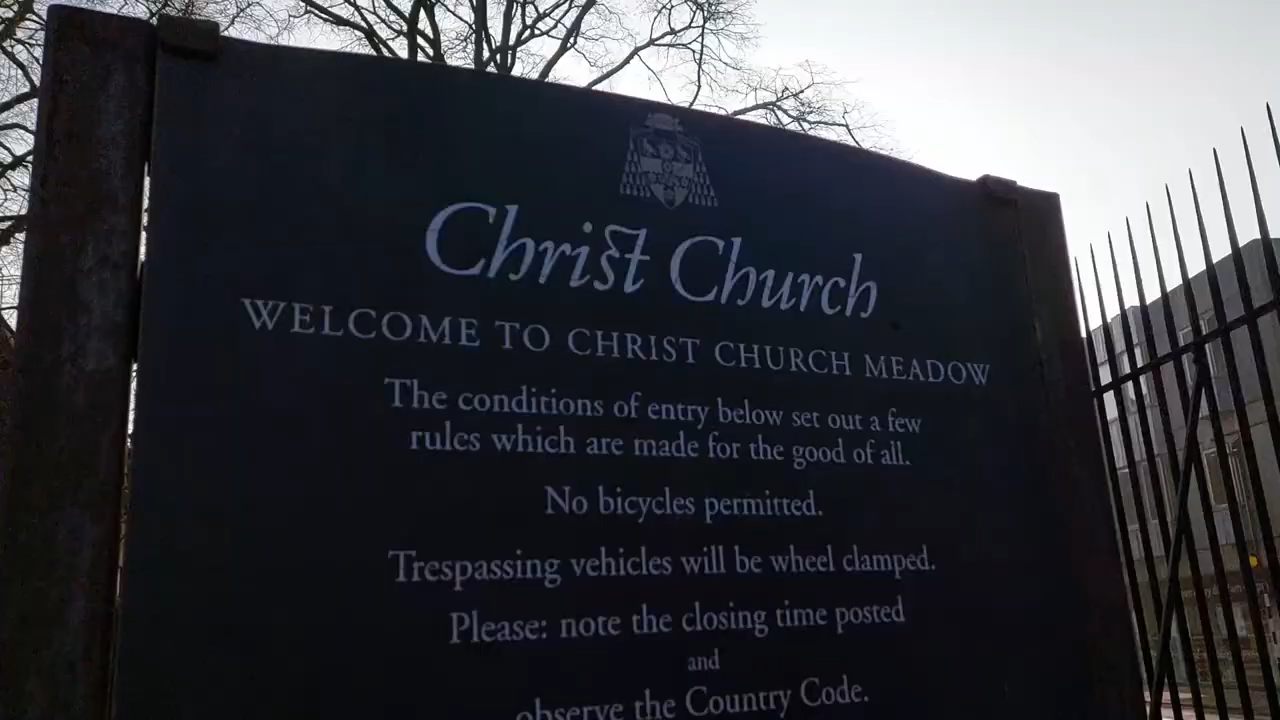 Christ Church
WELCOME TO CHRIST CHURCH MEADOW
The conditions of entry below set out a few
rules which are made for the good of all.
No bicycles permitted.
Trespassing vehicles will be wheel clamped.
Please: note the closing time posted
and
observe the Country Code.